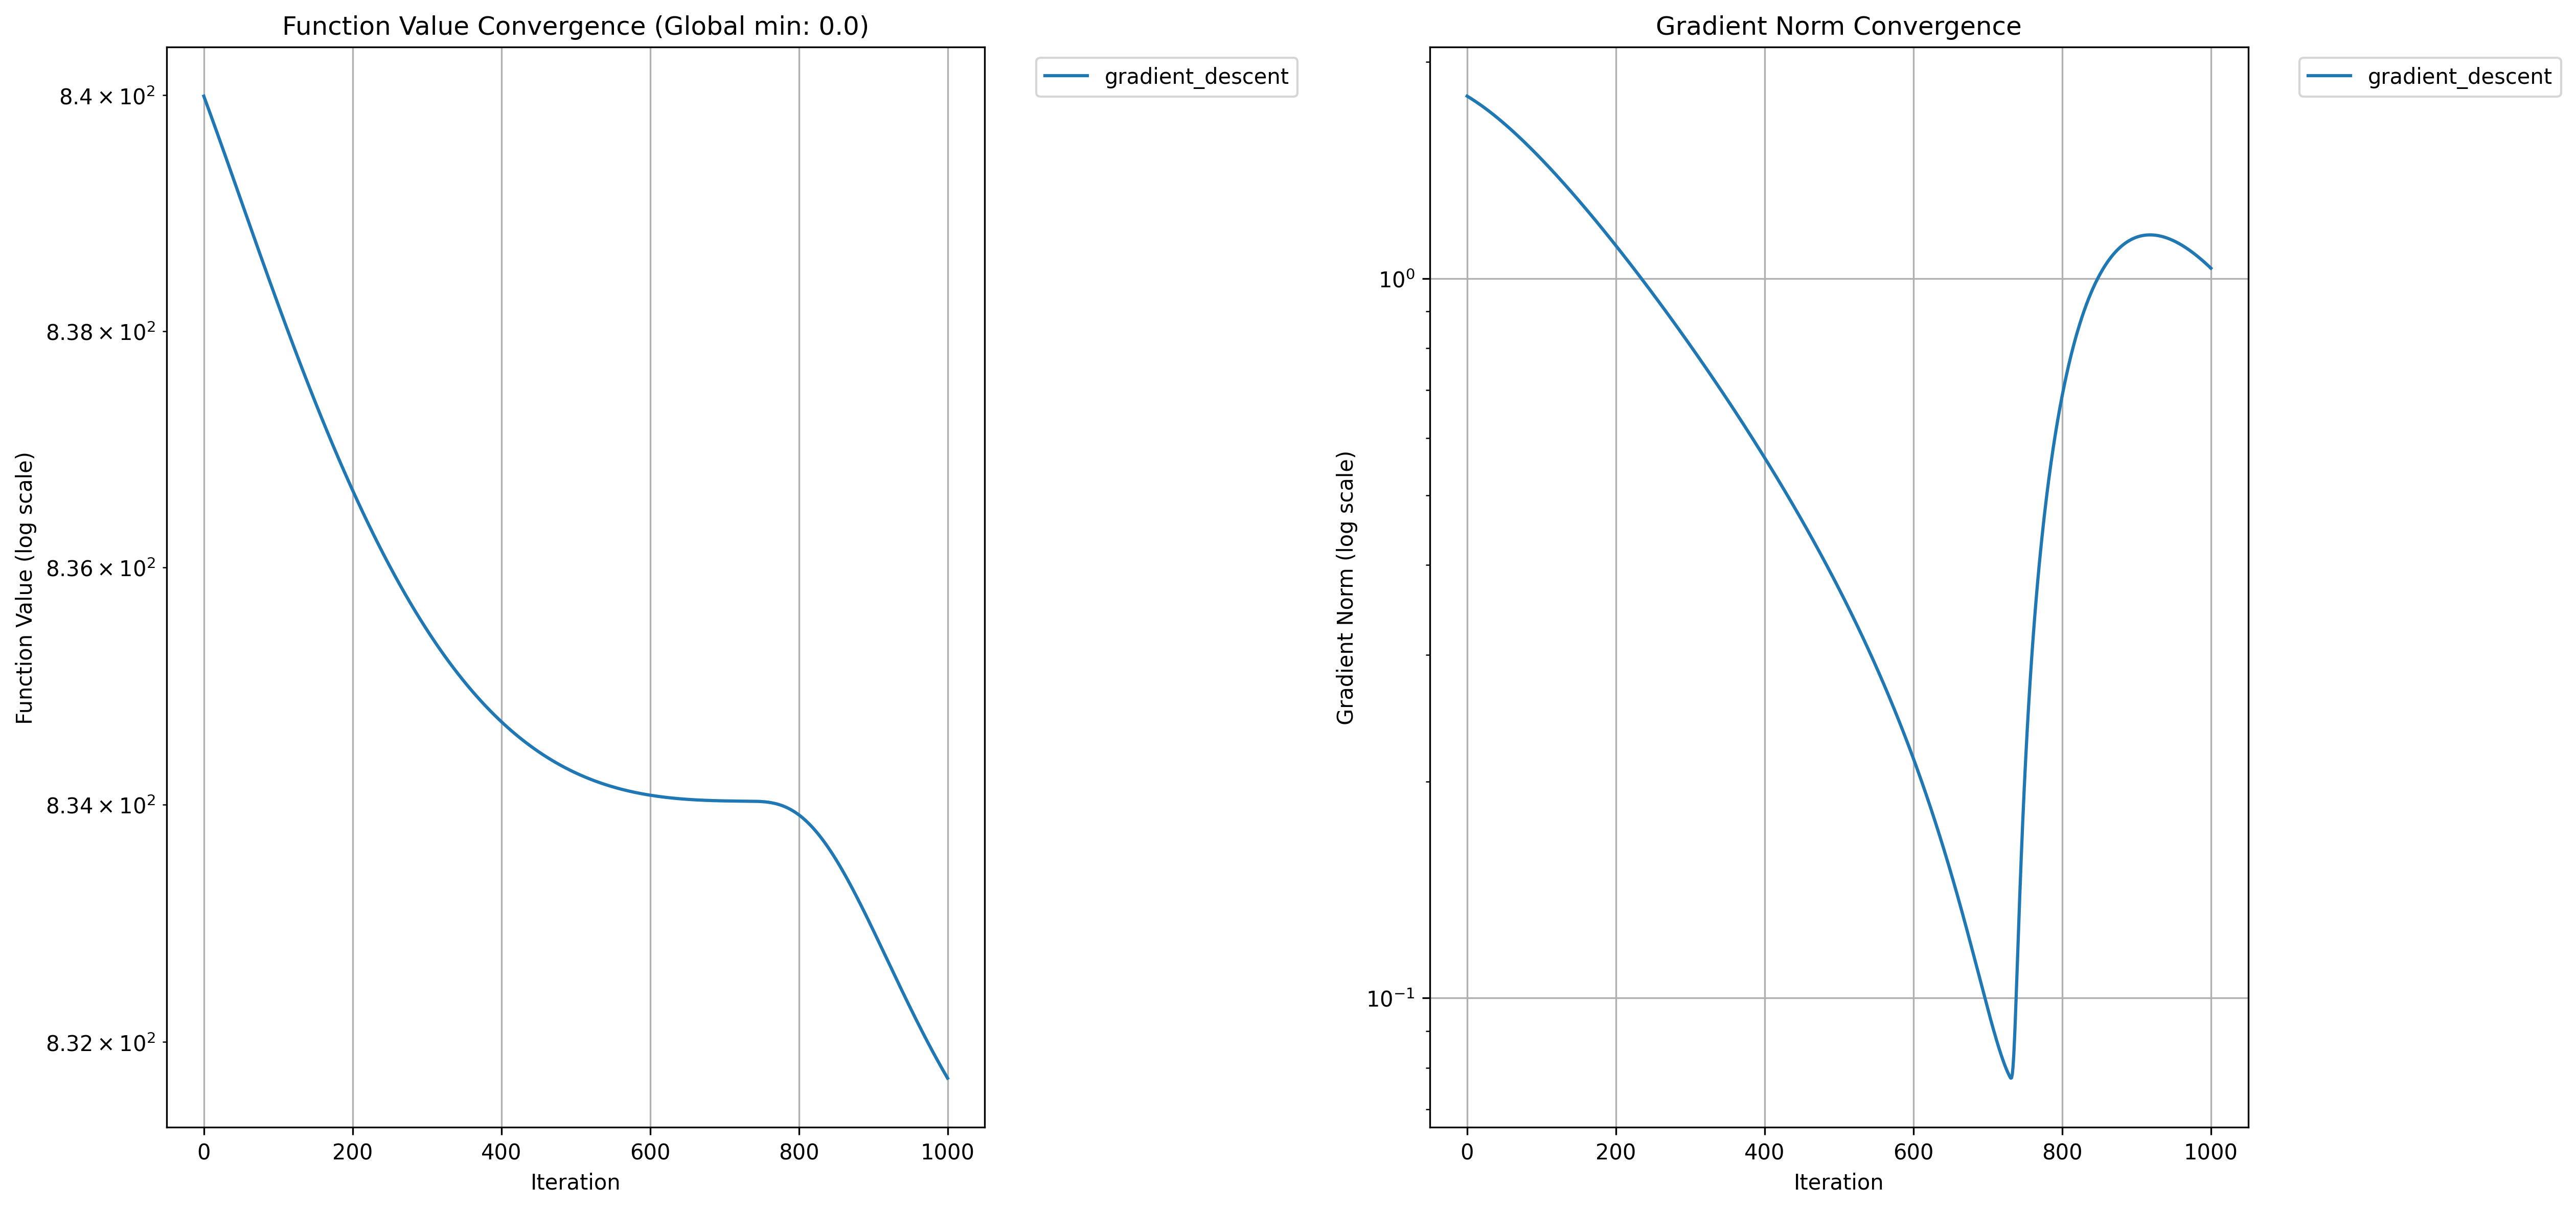 Function Value Convergence (Global min: 0.0)
gradient_descent
8.4 × 10²
8.38 × 10²
8.36 × 10²
8.34 × 10²
8.32 × 10²
Function Value (log scale)
0 200 400 600 800 1000
Iteration
Gradient Norm Convergence
gradient_descent
10⁰
10⁻¹
Gradient Norm (log scale)
0 200 400 600 800 1000
Iteration